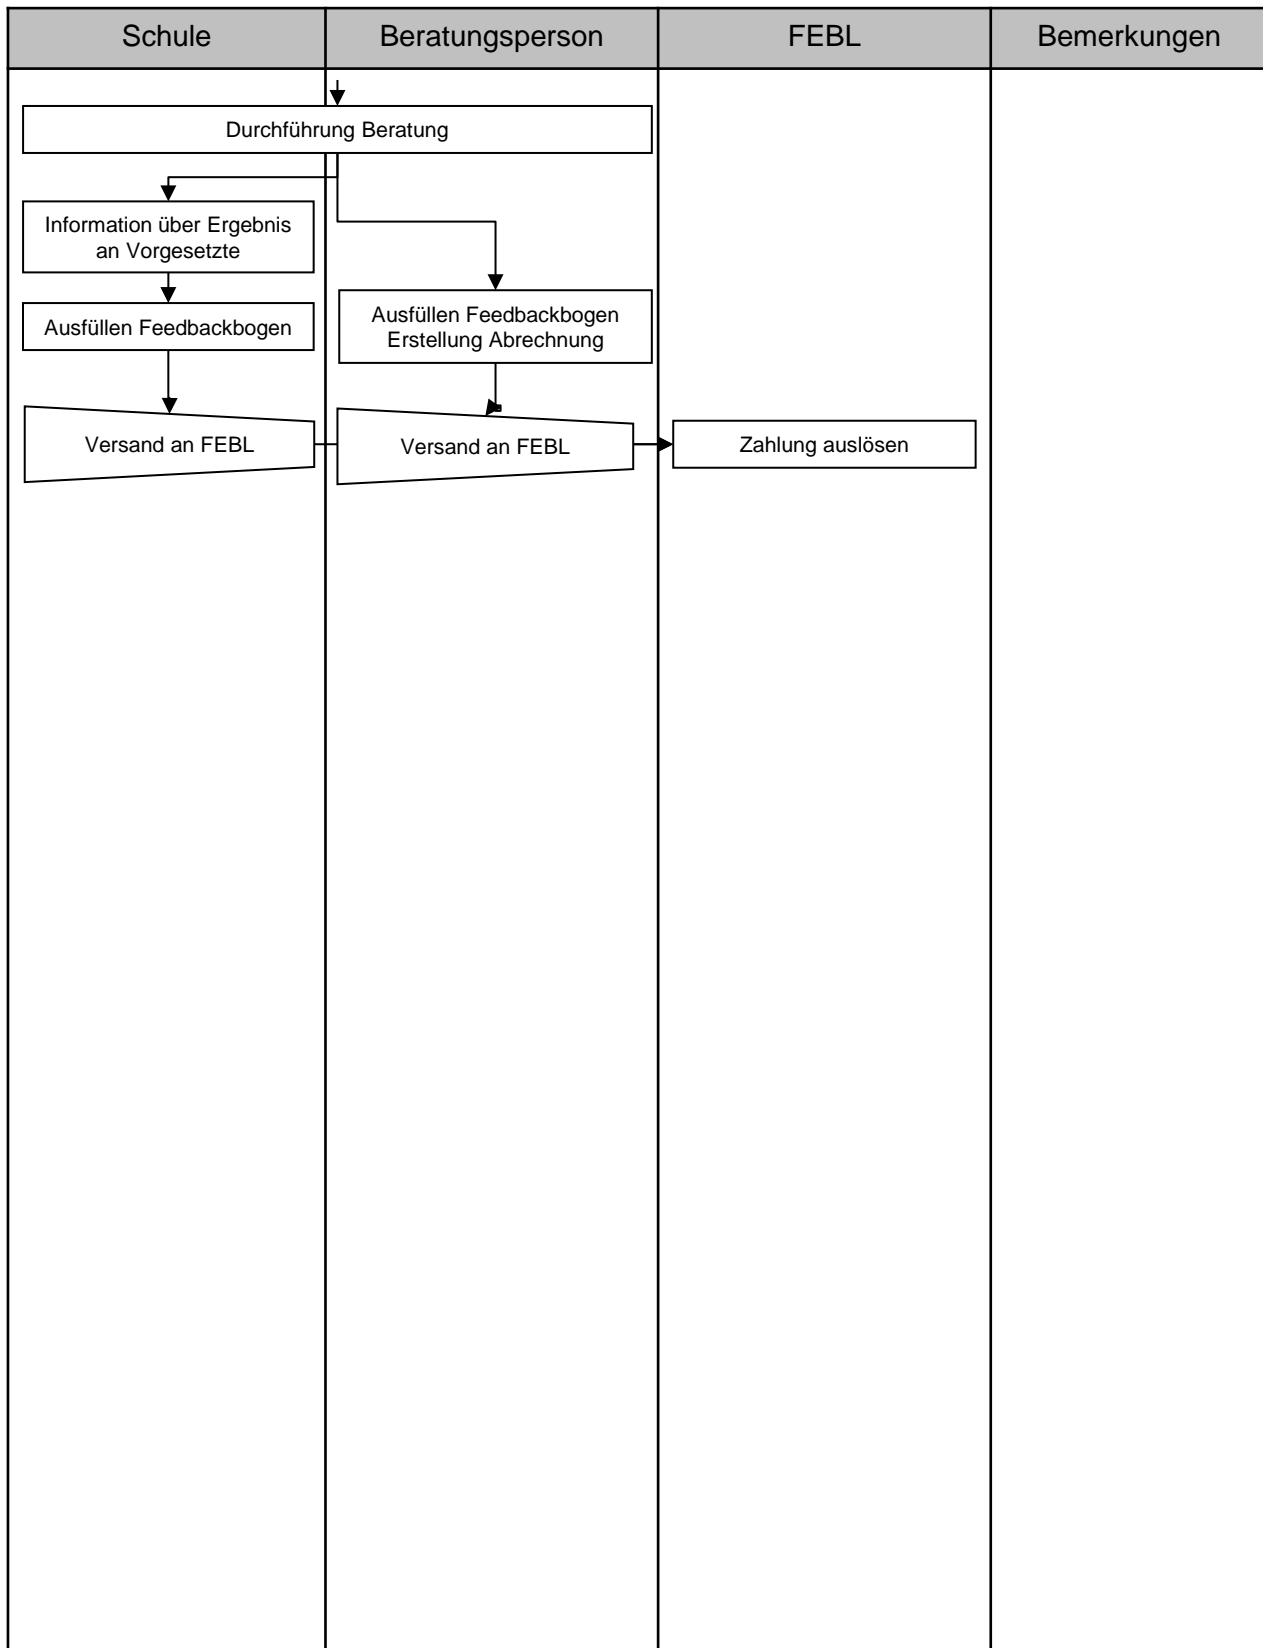 Schule
Beratungsperson
FEBL
Bemerkungen
Durchführung Beratung
Information über Ergebnis
an Vorgesetzte
Ausfüllen Feedbackbogen
Ausfüllen Feedbackbogen
Erstellung Abrechnung
Versand an FEBL
Versand an FEBL
Zahlung auslösen